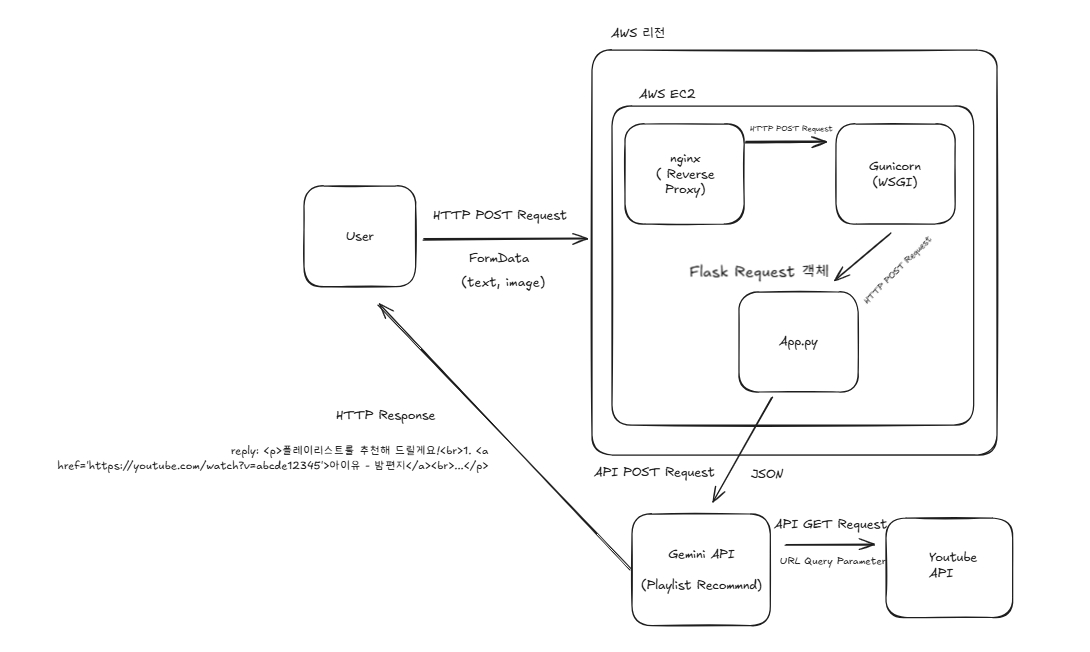 AWS 리전
AWS EC2
nginx
( Reverse
Proxy)
HTTP POST Request
Gunicorn
(WSGI)
User
HTTP POST Request
FormData
(text, image)
Flask Request 객체
HTTP POST Request
App.py
HTTP Response
reply: <p>플레이리스트를 추천해 드릴게요!<br>1. <a
href='https://youtube.com/watch?v=abcde12345'>아이유 - 밤편지</a><br>...</p>
API POST Request
JSON
Gemini API
(Playlist Recommnd)
API GET Request
URL Query Parameter
Youtube
API